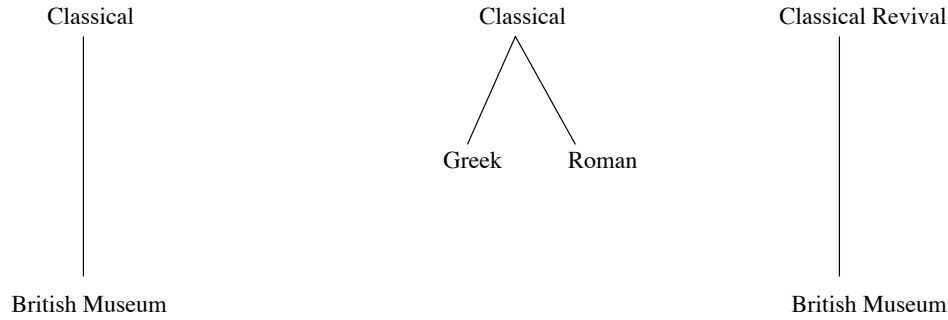 Classical
Classical
Classical Revival
Greek
Roman
British Museum
British Museum